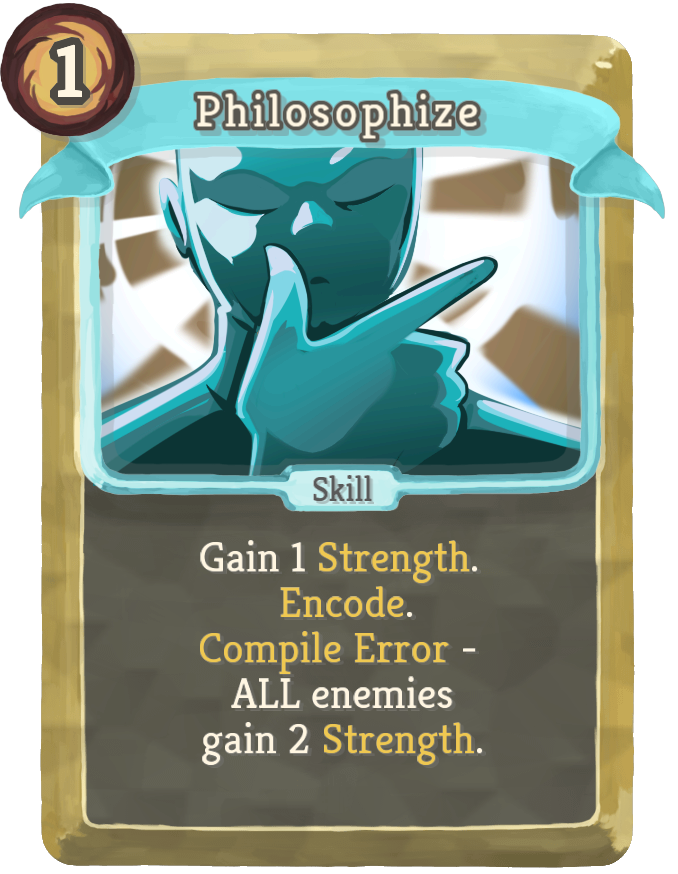 1
Philosophize
Skill
Gain 1 Strength.
Encode.
Compile Error -
ALL enemies
gain 2 Strength.